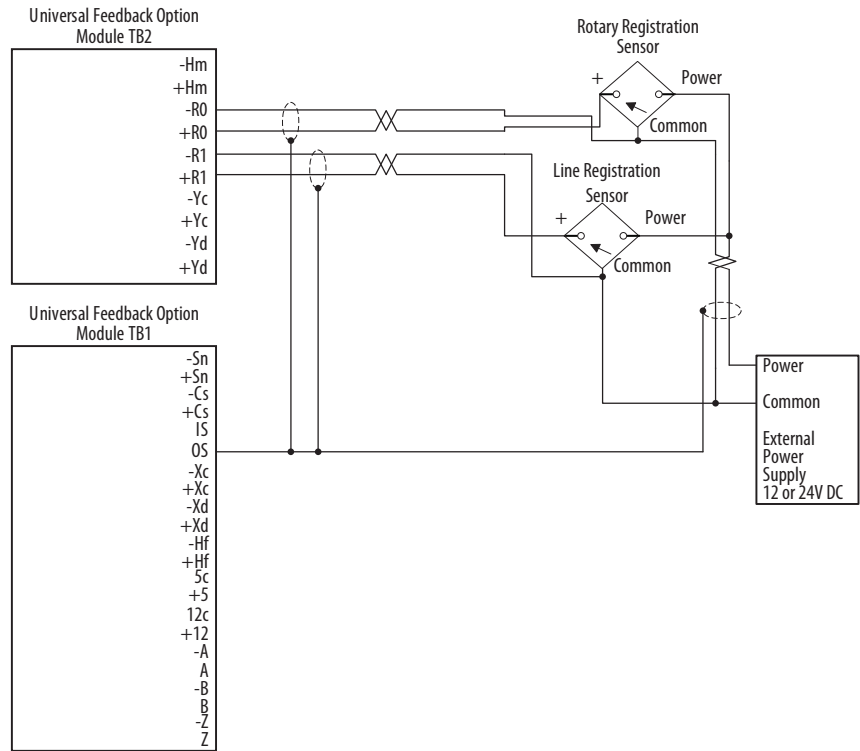 Universal Feedback Option
Module TB2
-Hm
+Hm
-R0
+R0
-R1
+R1
-Yc
+Yc
-Yd
+Yd
Rotary Registration
Sensor
+
Power
Common
Line Registration
Sensor
+
Power
Common
Universal Feedback Option
Module TB1
-Sn
+Sn
-Cs
+Cs
IS
OS
-Xc
+Xc
-Xd
+Xd
-Hf
+Hf
5c
+5
12c
+12
-A
A
-B
B
-Z
Z
Power
Common
External
Power
Supply
12 or 24V DC